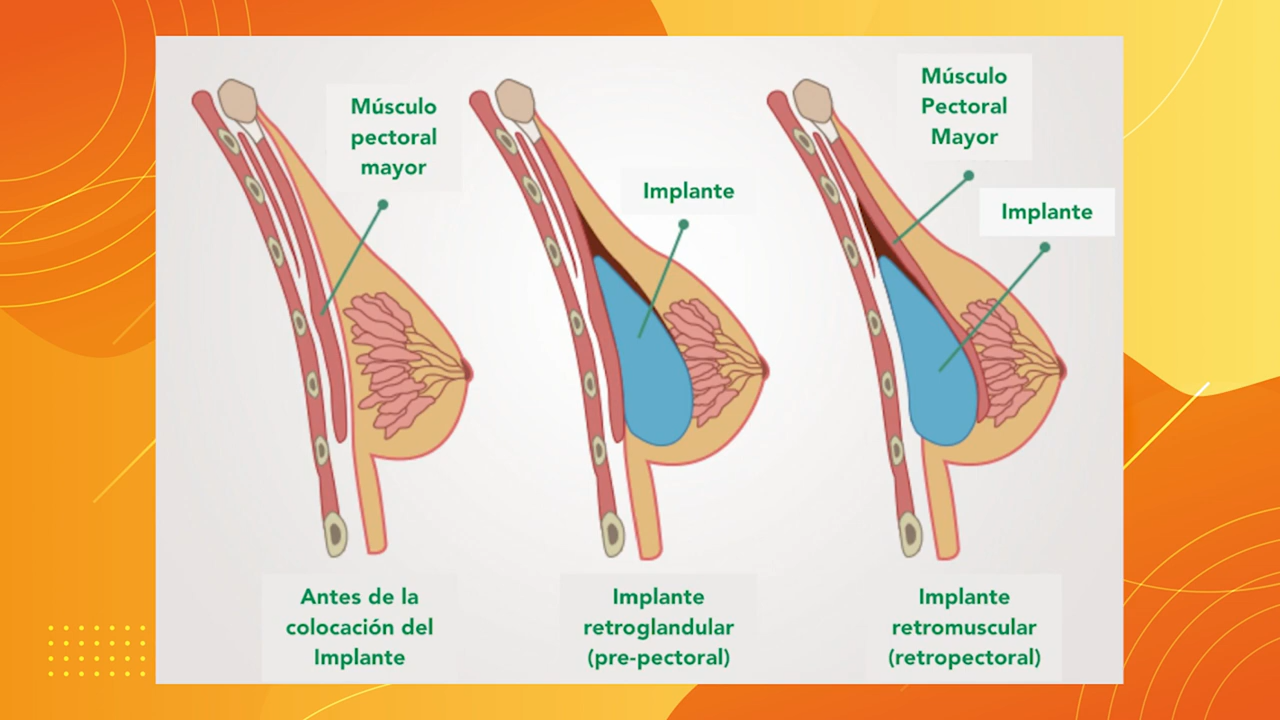 Músculo
pectoral
mayor
Implante
Músculo
Pectoral
Mayor
Implante
Antes de la
colocación del
Implante
Implante
retroglandular
(pre-pectoral)
Implante
retromuscular
(retropectoral)